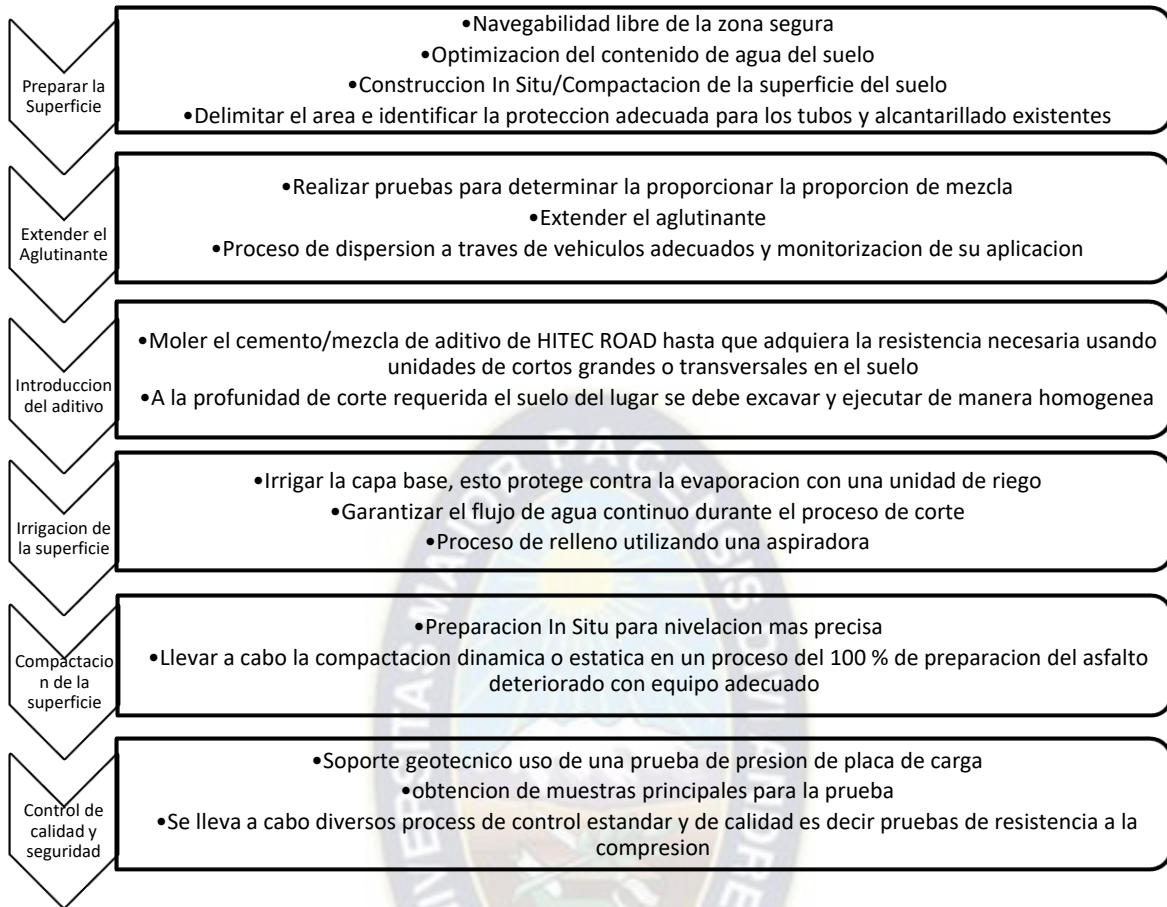 Preparar la
Superficie
•Navegabilidad libre de la zona segura
•Optimizacion del contenido de agua del suelo
•Construccion In Situ/Compactacion de la superficie del suelo
•Delimitar el area e identificar la proteccion adecuada para los tubos y alcantarillado existentes
Extender el
Aglutinante
•Realizar pruebas para determinar la proporcionar la proporcion de mezcla
•Extender el aglutinante
•Proceso de dispersion a traves de vehiculos adecuados y monitorizacion de su aplicacion
Introduccion
del aditivo
•Moler el cemento/mezcla de aditivo de HITEC ROAD hasta que adquiera la resistencia necesaria usando
unidades de cortos grandes o transversales en el suelo
•A la profunidad de corte requerida el suelo del lugar se debe excavar y ejecutar de manera homogenea
Irrigacion de
la superficie
•Irrigar la capa base, esto protege contra la evaporacion con una unidad de riego
•Garantizar el flujo de agua continuo durante el proceso de corte
•Proceso de relleno utilizando una aspiradora
Compactacio
n de la
superficie
•Preparacion In Situ para nivelacion mas precisa
•Llevar a cabo la compactacion dinamica o estatica en un proceso del 100 % de preparacion del asfalto
deteriorado con equipo adecuado
Control de
calidad y
seguridad
•Soporte geotecnico uso de una prueba de presion de placa de carga
•obtencion de muestras principales para la prueba
•Se lleva a cabo diversos process de control estandar y de calidad es decir pruebas de resistencia a la
compresion